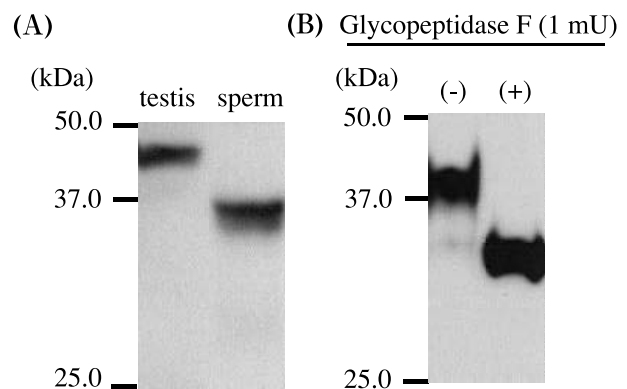 (A)
(kDa)
testis sperm
50.0
37.0
25.0
(B) Glycopeptidase F (1 mU)
(kDa)
(-) (+)
50.0
37.0
25.0